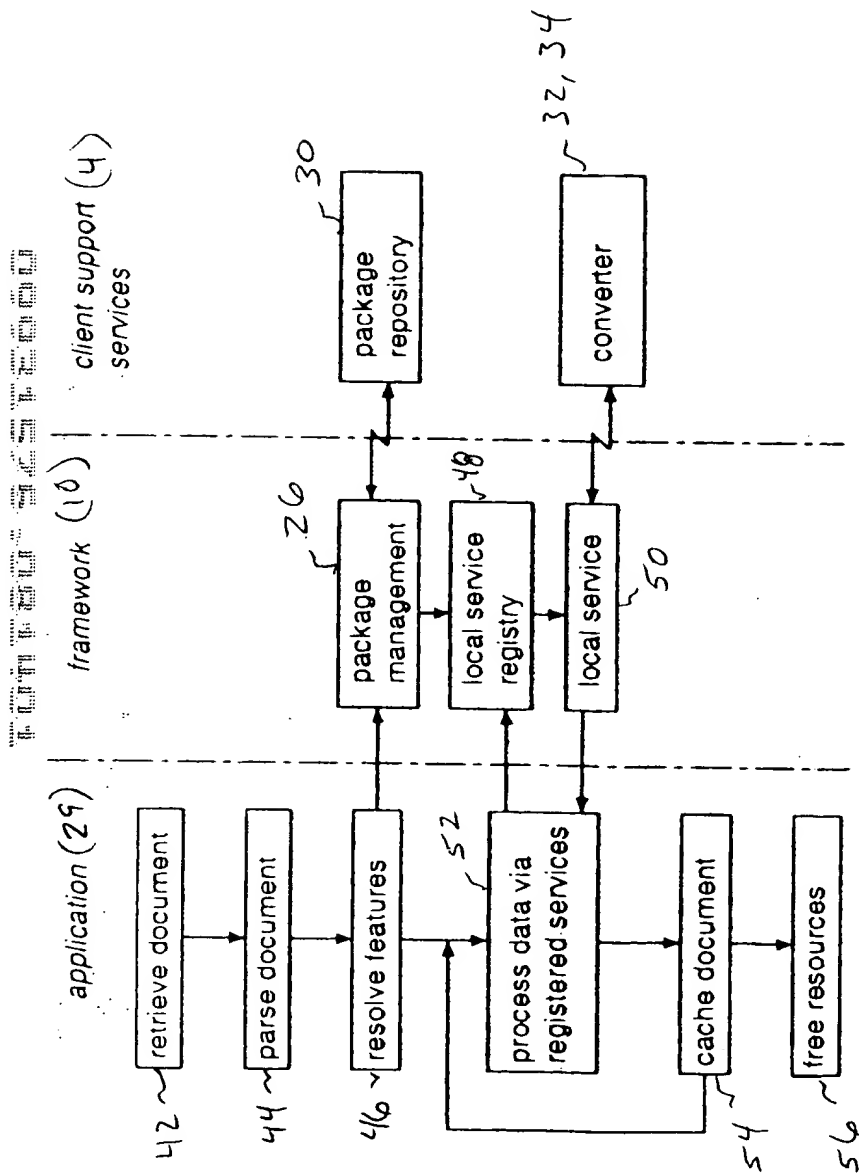 application (29)
framework (10)
client support (4)
services
42
retrieve document
44
parse document
46
resolve features
52
process data via
registered services
54
cache document
56
free resources
26
package
management
48
local service
registry
50
local service
30
package
repository
32, 34
converter